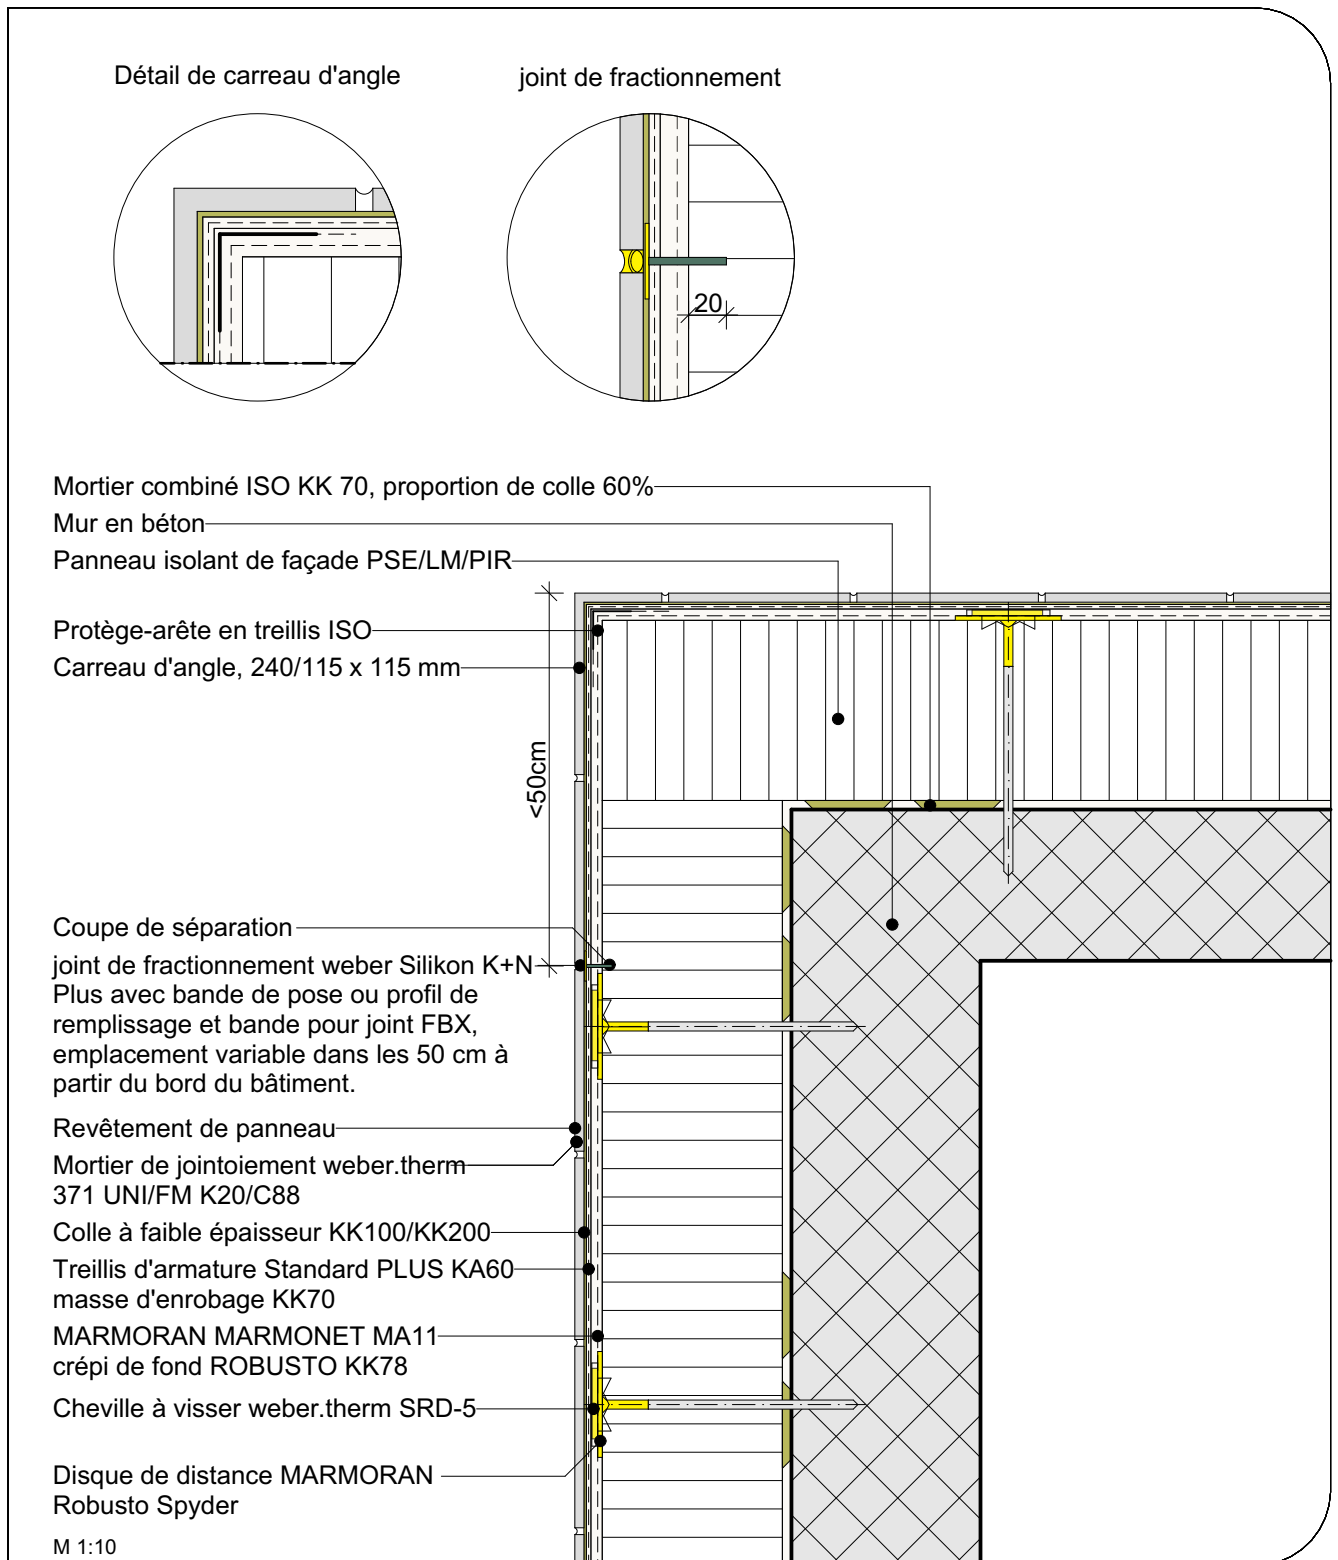 Détail de carreau d'angle
joint de fractionnement
20
Mortier combiné ISO KK 70, proportion de colle 60%
Mur en béton
Panneau isolant de façade PSE/LM/PIR
Protège-arête en treillis ISO
Carreau d'angle, 240/115 x 115 mm
<50cm
Coupe de séparation
joint de fractionnement weber Silikon K+N
Plus avec bande de pose ou profil de
remplissage et bande pour joint FBX,
emplacement variable dans les 50 cm à
partir du bord du bâtiment.
Revêtement de panneau
Mortier de jointoiement weber.therm
371 UNI/FM K20/C88
Colle à faible épaisseur KK100/KK200
Treillis d'armature Standard PLUS KA60
masse d'enrobage KK70
MARMORAN MARMONET MA11
crépi de fond ROBUSTO KK78
Cheville à visser weber.therm SRD-5
Disque de distance MARMORAN
Robusto Spyder
M 1:10